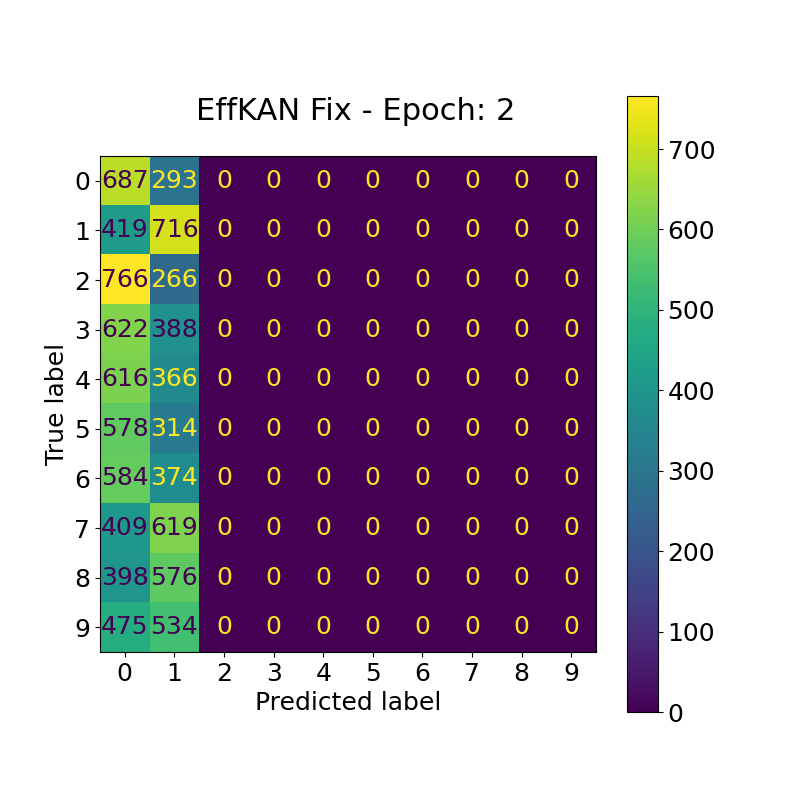 EffKAN Fix - Epoch: 2
0 687 293 0 0 0 0 0 0 0 0
1 419 716 0 0 0 0 0 0 0 0
2 766 266 0 0 0 0 0 0 0 0
3 622 388 0 0 0 0 0 0 0 0
4 616 366 0 0 0 0 0 0 0 0
5 578 314 0 0 0 0 0 0 0 0
6 584 374 0 0 0 0 0 0 0 0
7 409 619 0 0 0 0 0 0 0 0
8 398 576 0 0 0 0 0 0 0 0
9 475 534 0 0 0 0 0 0 0 0
0 1 2 3 4 5 6 7 8 9
Predicted label
True label
700
600
500
400
300
200
100
0